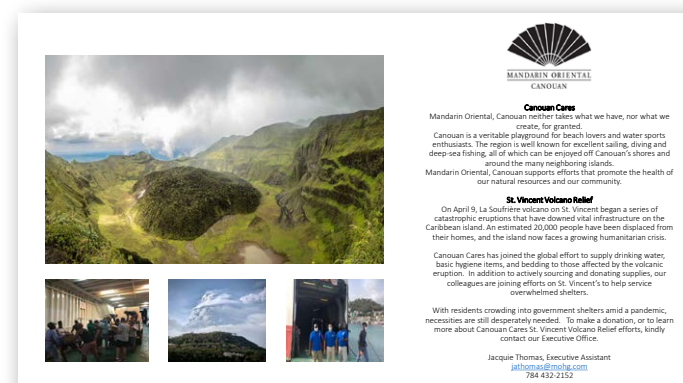 MANDARIN ORIENTAL
CANOUAN
Canouan Cares
Mandarin Oriental, Canouan neither takes what we have, nor what we
create, for granted.
Canouan is a veritable playground for beach lovers and water sports
enthusiasts. The region is well known for excellent sailing, diving and
deep-sea fishing, all of which can be enjoyed off Canouan's shores and
around the many neighboring islands.
Mandarin Oriental, Canouan supports efforts that promote the health of
our natural resources and our community.
St. Vincent Volcano Relief
On April 9, La Soufrière volcano on St. Vincent began a series of
catastrophic eruptions that have downed vital infrastructure on the
Caribbean island. An estimated 20,000 people have been displaced from
their homes, and the island now faces a growing humanitarian crisis.
Canouan Cares has joined the global effort to supply drinking water,
basic hygiene items, and bedding to those affected by the volcanic
eruption. In addition to actively sourcing and donating supplies, our
colleagues are joining efforts on St. Vincent's to help service
overwhelmed shelters.
With residents crowding into government shelters amid a pandemic,
necessities are still desperately needed. To make a donation, or to learn
more about Canouan Cares St. Vincent Volcano Relief efforts, kindly
contact our Executive Office.
Jacquie Thomas, Executive Assistant
jathomas@mohg.com
784 432-2152